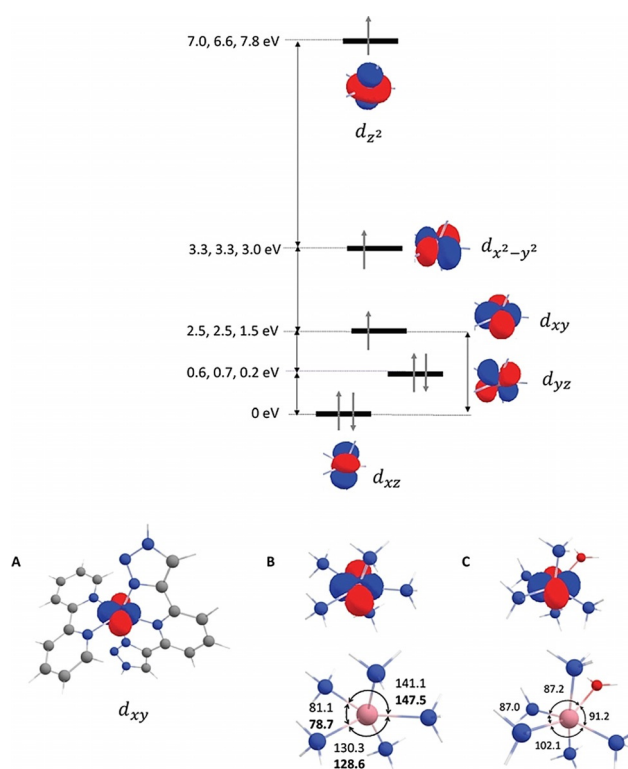 7.0, 6.6, 7.8 eV
d_{z^2}
3.3, 3.3, 3.0 eV
d_{x^2-y^2}
2.5, 2.5, 1.5 eV
d_{xy}
0.6, 0.7, 0.2 eV
d_{yz}
0 eV
d_{xz}
A
B
C
d_{xy}
81.1
78.7
141.1
147.5
130.3
128.6
87.2
87.0
91.2
102.1